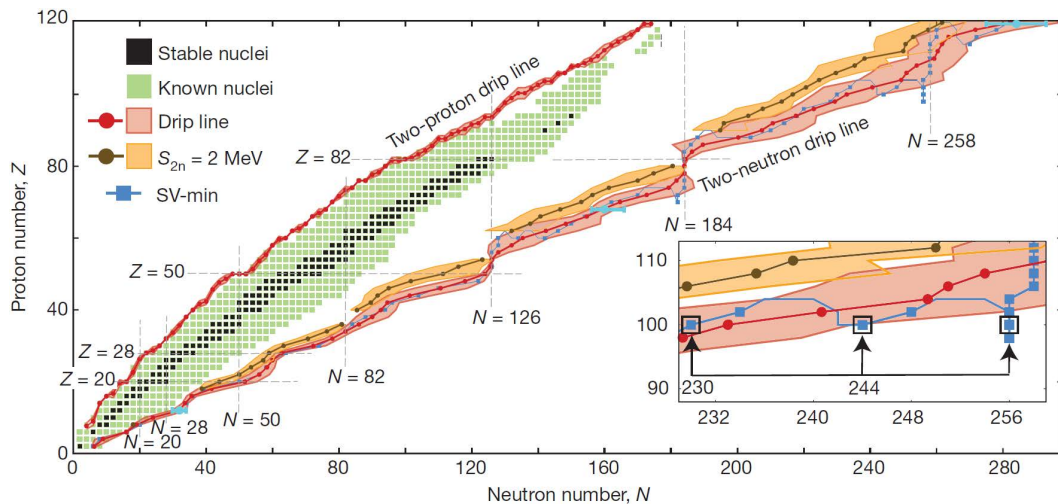 120
Stable nuclei
Known nuclei
Drip line
S2n = 2 MeV
SV-min
Two-proton drip line
Two-neutron drip line
Z = 82
Z = 50
Z = 28
Z = 20
N = 258
N = 184
N = 126
N = 82
N = 50
N = 28
N = 20
Proton number, Z
80
40
0
110
100
90
230
244
256
232
240
248
256
0
40
80
120
160
200
240
280
Neutron number, N